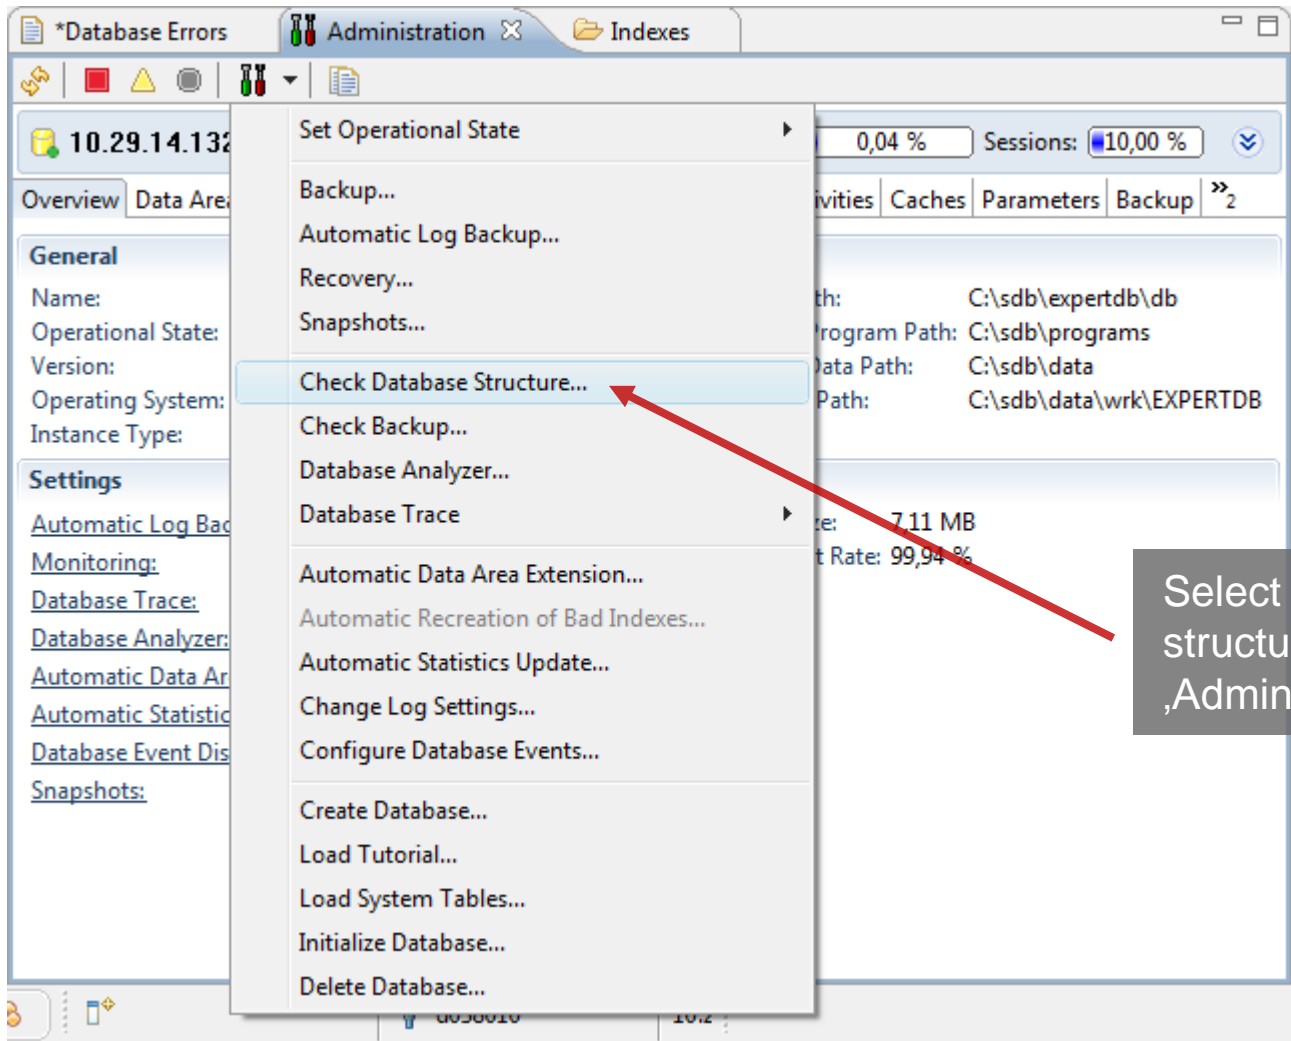 *Database Errors
Administration
Indexes
10.29.14.132
0,04 %
Sessions:
10,00 %
Overview
Data Area
Caches
Parameters
Backup
2
General
Name:
Operational State:
Version:
Operating System:
Instance Type:
C:\sdb\expertdb\db
Program Path: C:\sdb\programs
Data Path: C:\sdb\data
Path: C:\sdb\data\wrk\EXPERTDB
Settings
Automatic Log Bac
Monitoring:
Database Trace:
Database Analyzer:
Automatic Data Ar
Automatic Statistic
Database Event Dis
Snapshots:
7,11 MB
t Rate: 99,94 %
Set Operational State
Backup...
Automatic Log Backup...
Recovery...
Snapshots...
Check Database Structure...
Check Backup...
Database Analyzer...
Database Trace
Automatic Data Area Extension...
Automatic Recreation of Bad Indexes...
Automatic Statistics Update...
Change Log Settings...
Configure Database Events...
Create Database...
Load Tutorial...
Load System Tables...
Initialize Database...
Delete Database...
Select
structu
‚Admin